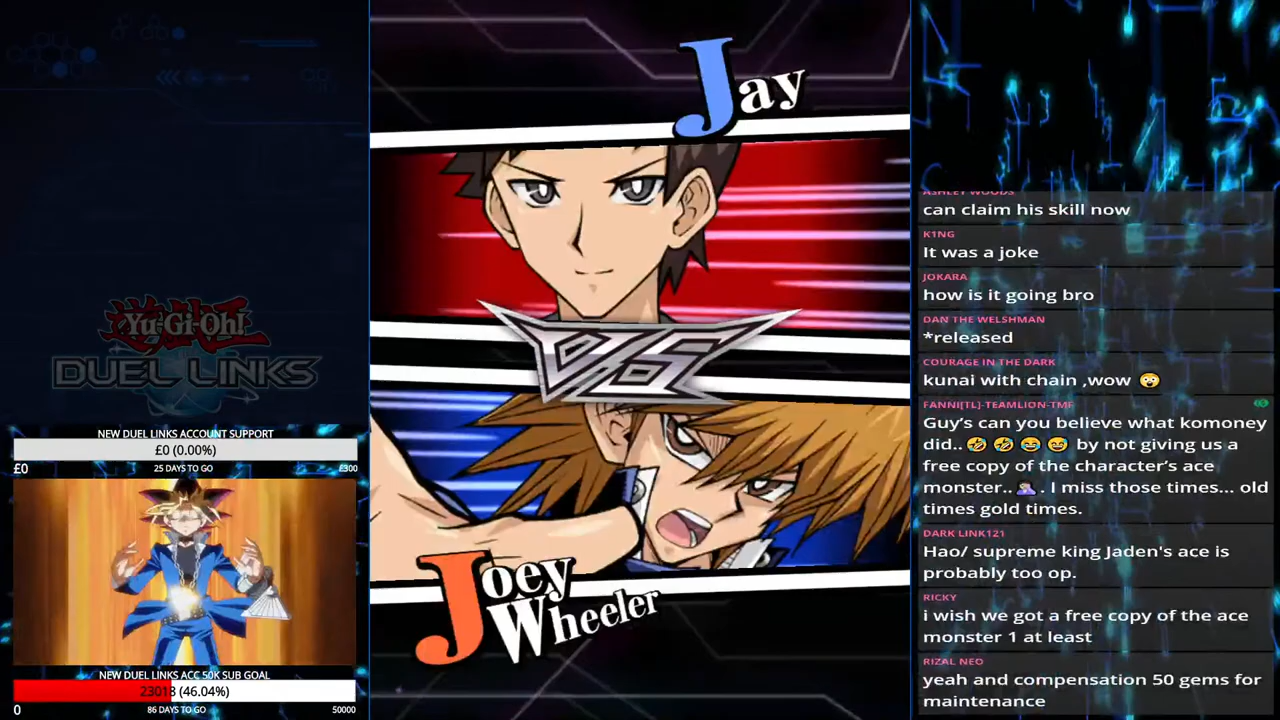 Jay
D/S
Joey
Wheeler
Yu-Gi-Oh!
DUEL LINKS
NEW DUEL LINKS ACCOUNT SUPPORT
£0 (0.00%)
£0 25 DAYS TO GO £300
NEW DUEL LINKS ACC 50K SUB GOAL
23018 (46.04%)
0 86 DAYS TO GO 50000
ASHLEY WOODS
can claim his skill now
K1NG
It was a joke
JOKARA
how is it going bro
DAN THE WELSHMAN
*released
COURAGE IN THE DARK
kunai with chain ,wow 😲
FANNI[TL]-TEAMLION-TMF
Guy's can you believe what komoney
did.. 🤣 🤣 😂 😅 by not giving us a
free copy of the character's ace
monster.. 🤦🏻‍♀️ . I miss those times... old
times gold times.
DARK LINK121
Hao/ supreme king Jaden's ace is
probably too op.
RICKY
i wish we got a free copy of the ace
monster 1 at least
RIZAL NEO
yeah and compensation 50 gems for
maintenance